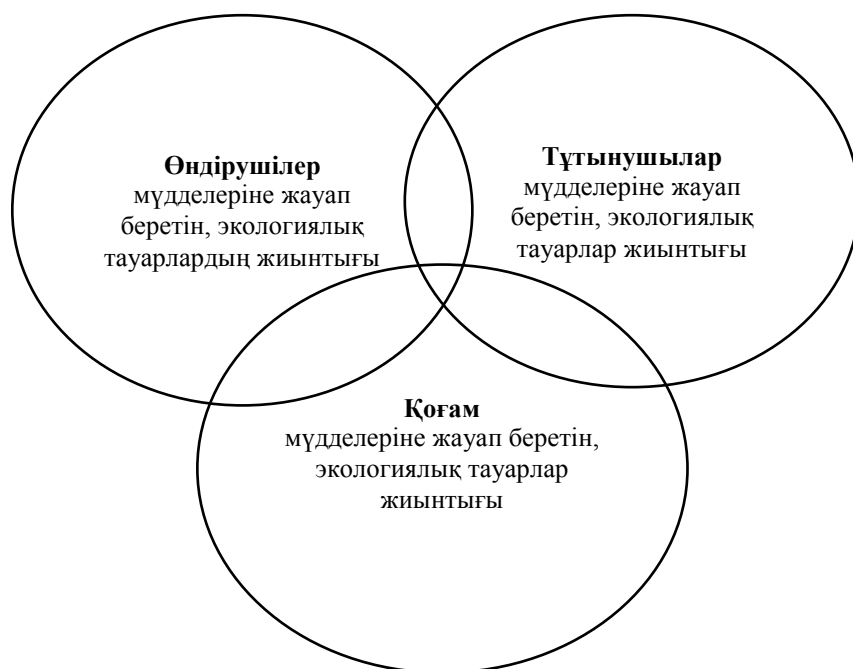 Өндірушілер
мүдделеріне жауап
беретін, экологиялық
тауарлардың жиынтығы
Тұтынушылар
мүдделеріне жауап
беретін, экологиялық
тауарлар жиынтығы
Қоғам
мүдделеріне жауап беретін,
экологиялық тауарлар
жиынтығы